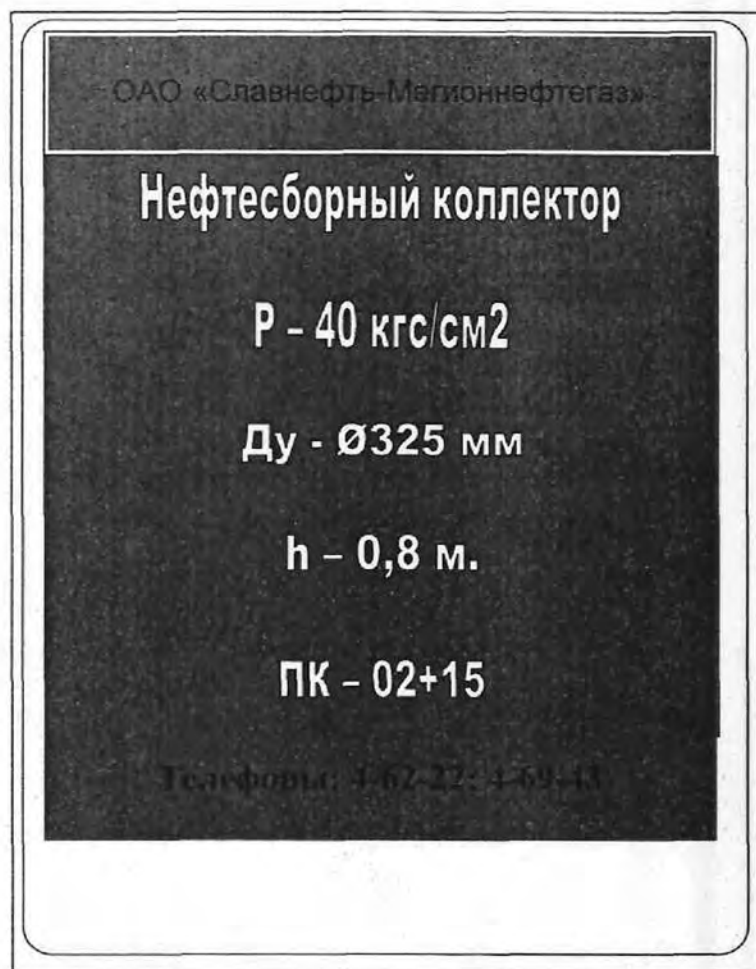 ОАО «Славнефть-Мегионнефтегаз»
Нефтесборный коллектор
Р – 40 кгс/см2
Ду - Ø325 мм
h – 0,8 м.
ПК – 02+15
Телефоны: 4-62-22; 4-69-43